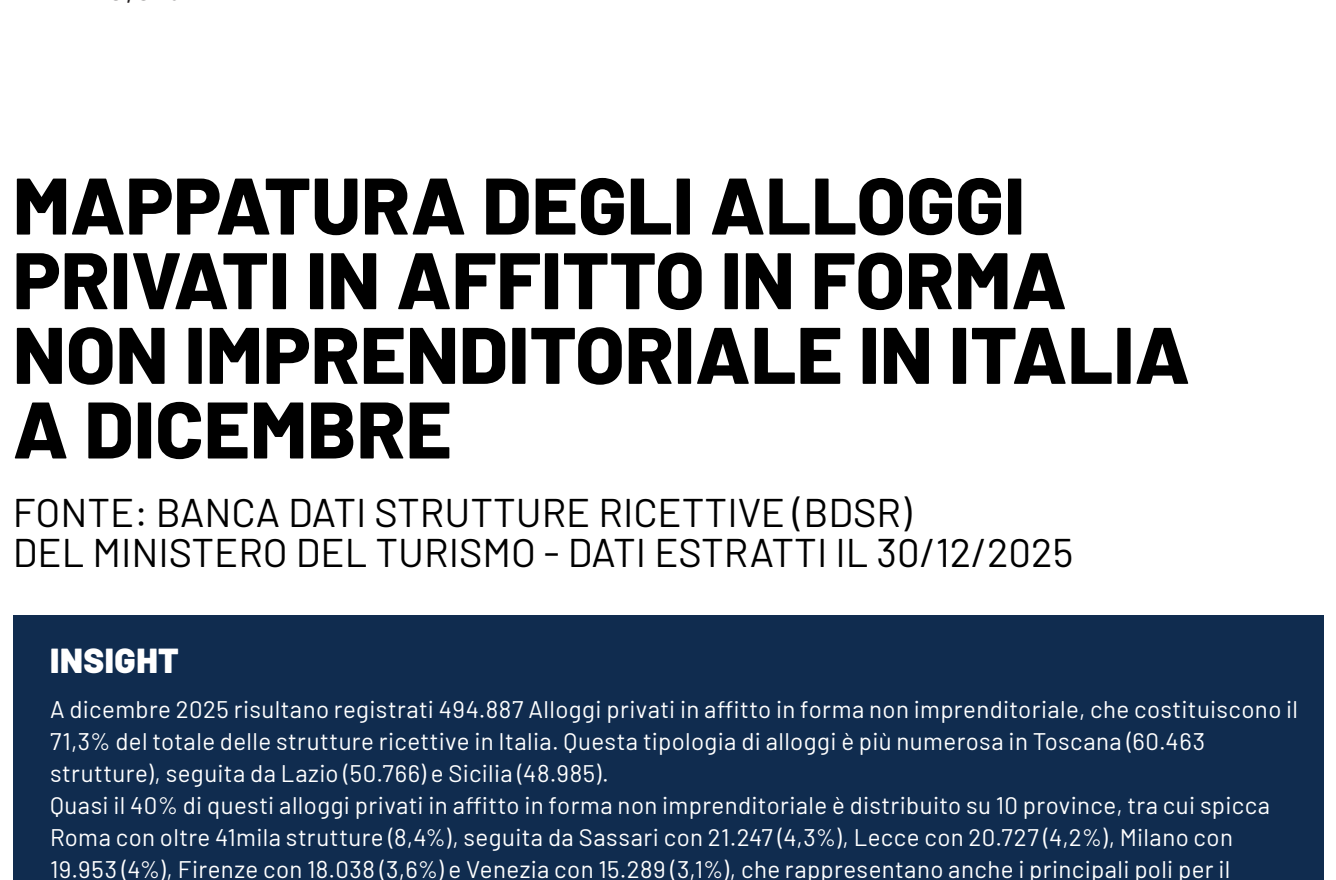 MAPPATURA DEGLI ALLOGGI
PRIVATI IN AFFITTO IN FORMA
NON IMPRENDITORIALE IN ITALIA
A DICEMBRE
FONTE: BANCA DATI STRUTTURE RICETTIVE (BDSR)
DEL MINISTERO DEL TURISMO - DATI ESTRATTI IL 30/12/2025
INSIGHT
A dicembre 2025 risultano registrati 494.887 Alloggi privati in affitto in forma non imprenditoriale, che costituiscono il
71,3% del totale delle strutture ricettive in Italia. Questa tipologia di alloggi è più numerosa in Toscana (60.463
strutture), seguita da Lazio (50.766) e Sicilia (48.985).
Quasi il 40% di questi alloggi privati in affitto in forma non imprenditoriale è distribuito su 10 province, tra cui spicca
Roma con oltre 41mila strutture (8,4%), seguita da Sassari con 21.247 (4,3%), Lecce con 20.727 (4,2%), Milano con
19.953 (4%), Firenze con 18.038 (3,6%) e Venezia con 15.289 (3,1%), che rappresentano anche i principali poli per il